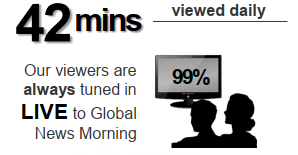 42 mins
viewed daily
Our viewers are
always tuned in
LIVE to Global
News Morning
99%